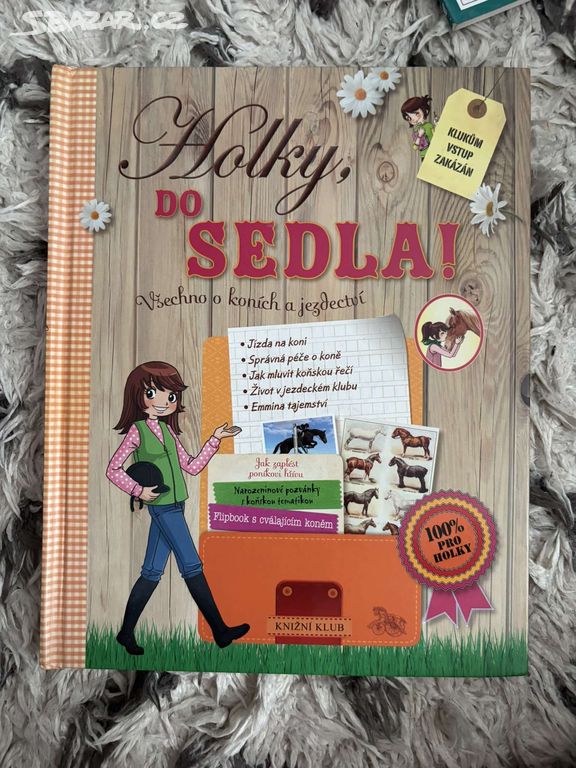 SBAZAR.CZ
Holky,
DO
SEDLA!
Všechno o koních a jezdectví
KLUKŮM
VSTUP
ZAKÁZÁN
• Jízda na koni
• Správná péče o koně
• Jak mluvit koňskou řečí
• Život v jezdeckém klubu
• Emmina tajemství
Jak zaplést
poníkovi hřívu
Narozeninové pozvánky
s koňskou tematikou
Flipbook s cválajícím koněm
100%
PRO
HOLKY
KNIŽNÍ KLUB